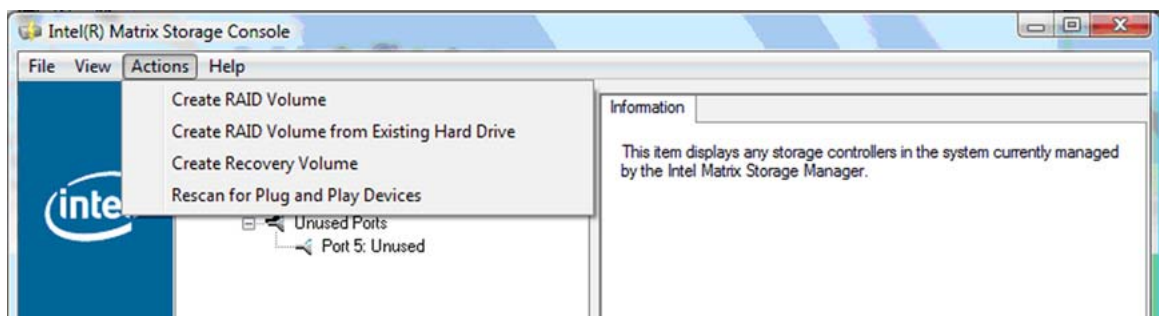 Intel(R) Matrix Storage Console
File View Actions Help
Create RAID Volume
Create RAID Volume from Existing Hard Drive
Create Recovery Volume
Rescan for Plug and Play Devices
inte
Unused Ports
Port 5: Unused
Information
This item displays any storage controllers in the system currently managed
by the Intel Matrix Storage Manager.